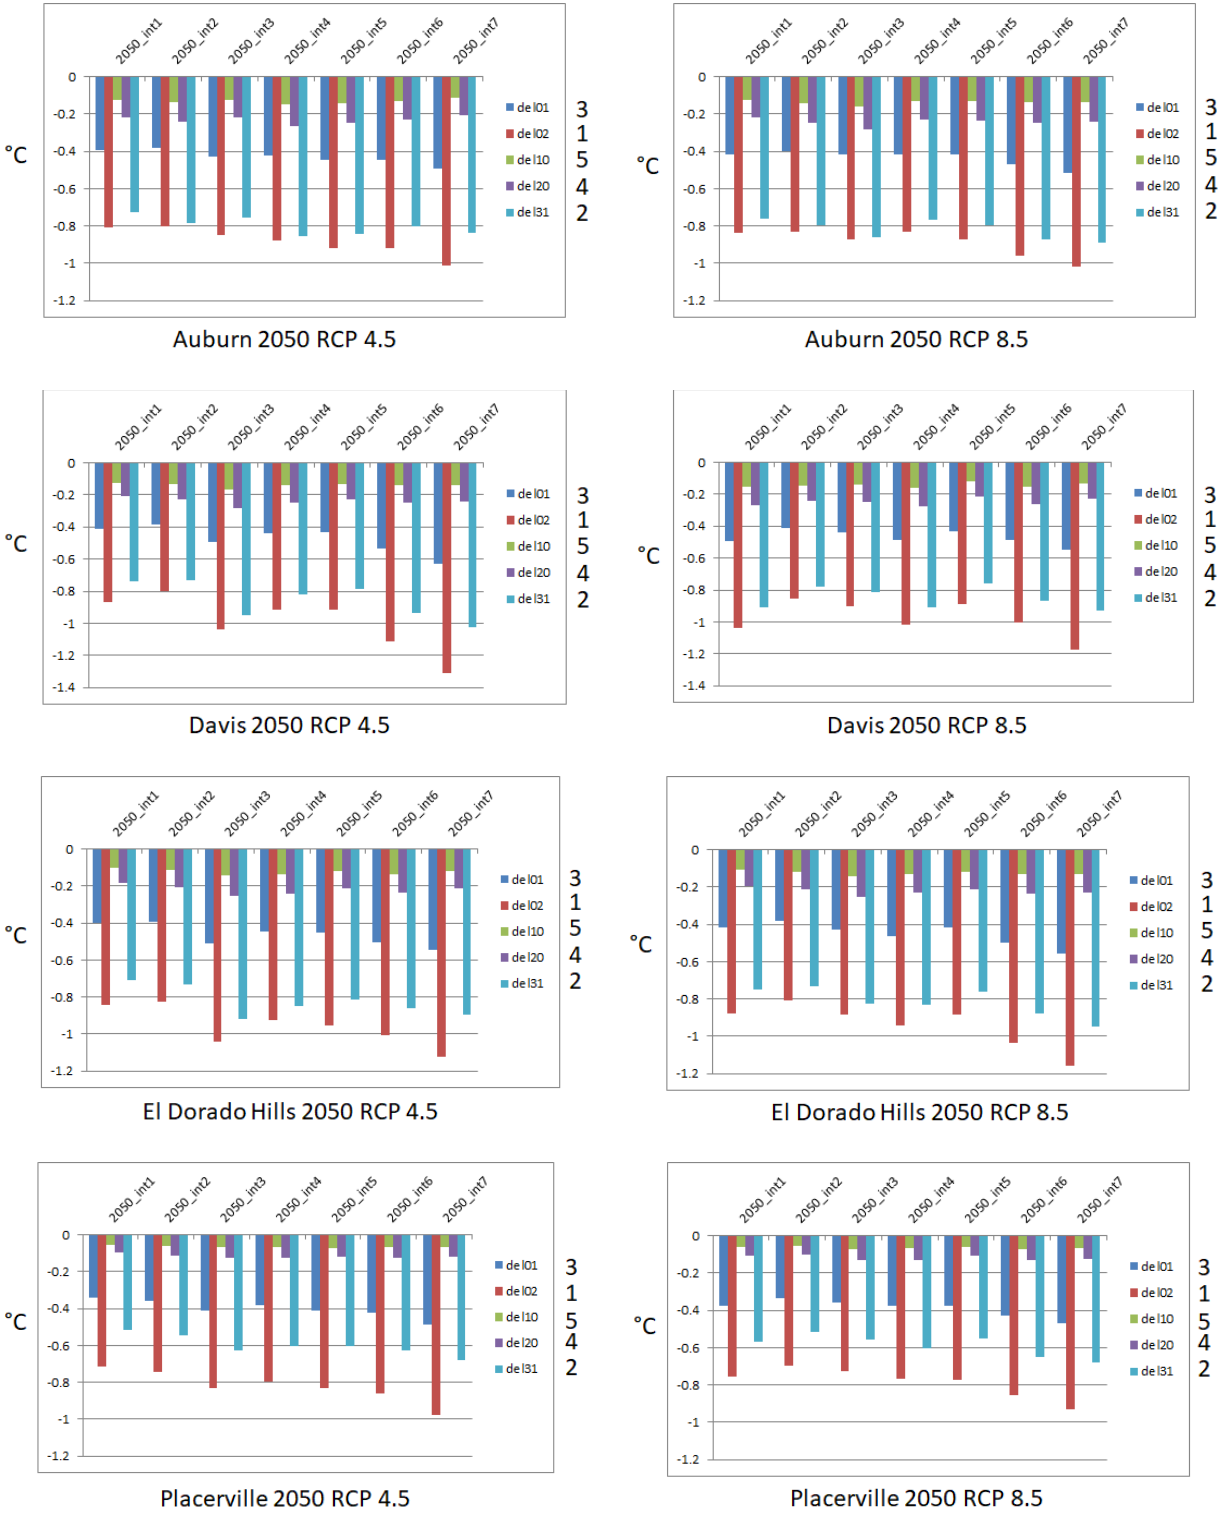 2050_int1 2050_int2 2050_int3 2050_int4 2050_int5 2050_int6 2050_int7
0
-0.2
-0.4
-0.6
-0.8
-1
-1.2
°C
del01 3
del02 1
del10 5
del20 4
del31 2
Auburn 2050 RCP 4.5
2050_int1 2050_int2 2050_int3 2050_int4 2050_int5 2050_int6 2050_int7
0
-0.2
-0.4
-0.6
-0.8
-1
-1.2
°C
del01 3
del02 1
del10 5
del20 4
del31 2
Auburn 2050 RCP 8.5
2050_int1 2050_int2 2050_int3 2050_int4 2050_int5 2050_int6 2050_int7
0
-0.2
-0.4
-0.6
-0.8
-1
-1.2
-1.4
°C
del01 3
del02 1
del10 5
del20 4
del31 2
Davis 2050 RCP 4.5
2050_int1 2050_int2 2050_int3 2050_int4 2050_int5 2050_int6 2050_int7
0
-0.2
-0.4
-0.6
-0.8
-1
-1.2
-1.4
°C
del01 3
del02 1
del10 5
del20 4
del31 2
Davis 2050 RCP 8.5
2050_int1 2050_int2 2050_int3 2050_int4 2050_int5 2050_int6 2050_int7
0
-0.2
-0.4
-0.6
-0.8
-1
-1.2
°C
del01 3
del02 1
del10 5
del20 4
del31 2
El Dorado Hills 2050 RCP 4.5
2050_int1 2050_int2 2050_int3 2050_int4 2050_int5 2050_int6 2050_int7
0
-0.2
-0.4
-0.6
-0.8
-1
-1.2
°C
del01 3
del02 1
del10 5
del20 4
del31 2
El Dorado Hills 2050 RCP 8.5
2050_int1 2050_int2 2050_int3 2050_int4 2050_int5 2050_int6 2050_int7
0
-0.2
-0.4
-0.6
-0.8
-1
-1.2
°C
del01 3
del02 1
del10 5
del20 4
del31 2
Placerville 2050 RCP 4.5
2050_int1 2050_int2 2050_int3 2050_int4 2050_int5 2050_int6 2050_int7
0
-0.2
-0.4
-0.6
-0.8
-1
-1.2
°C
del01 3
del02 1
del10 5
del20 4
del31 2
Placerville 2050 RCP 8.5